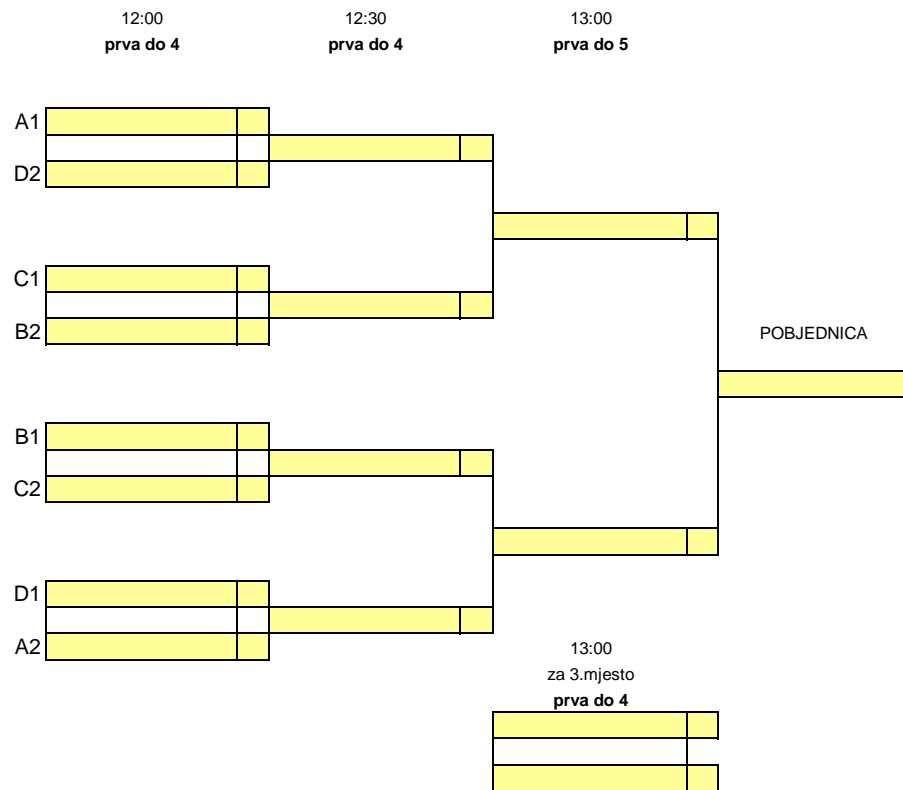 12:00
prva do 4
12:30
prva do 4
13:00
prva do 5
A1
D2
C1
B2
POBJEDNICA
B1
C2
D1
A2
13:00
za 3.mjesto
prva do 4